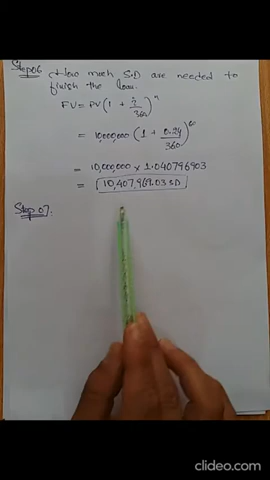 Step 06 How much S.D are needed to
finish the loan.
FV = PV(1 + i/360)^n
= 10,000,000 (1 + 0.24/360)^60
= 10,000,000 × 1.040796903
= 10,407,969.03 SD
Step 07.
clideo.com